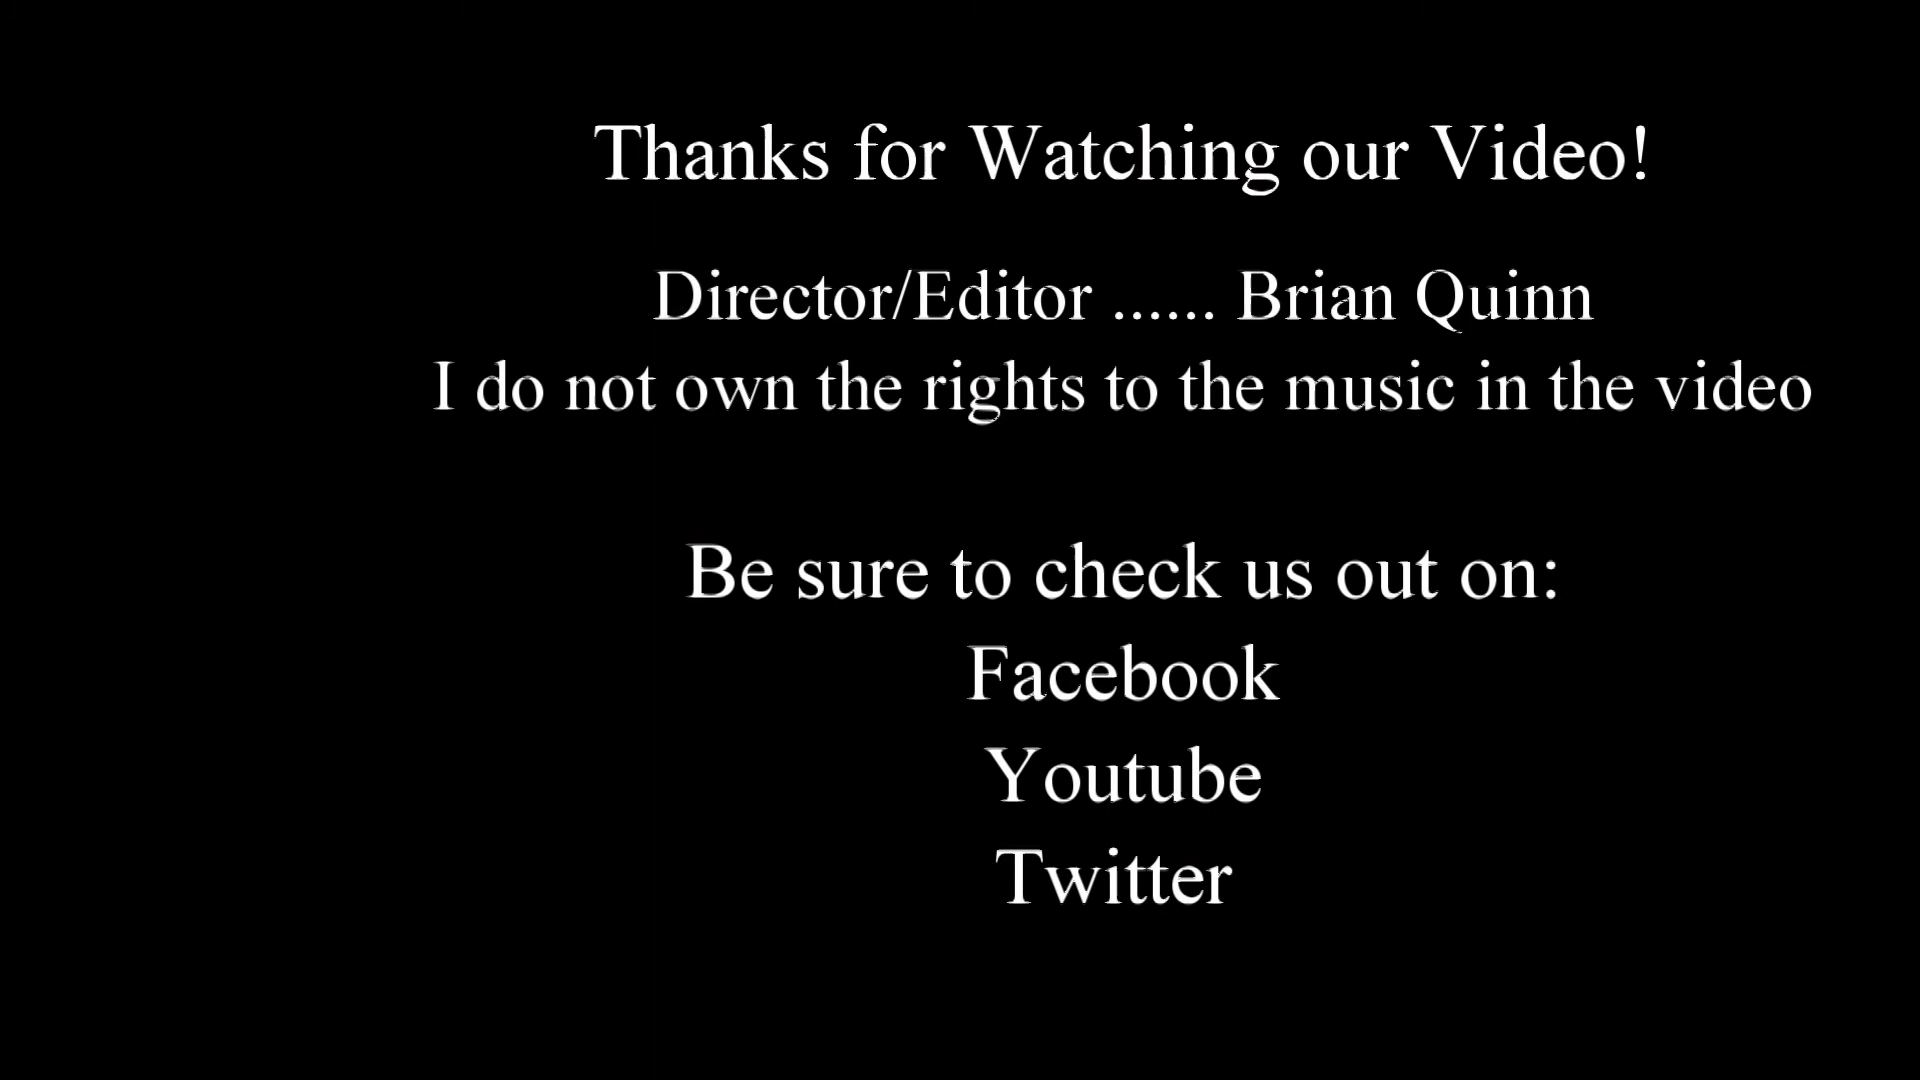 Thanks for Watching our Video!
Director/Editor ...... Brian Quinn
I do not own the rights to the music in the video
Be sure to check us out on:
Facebook
Youtube
Twitter